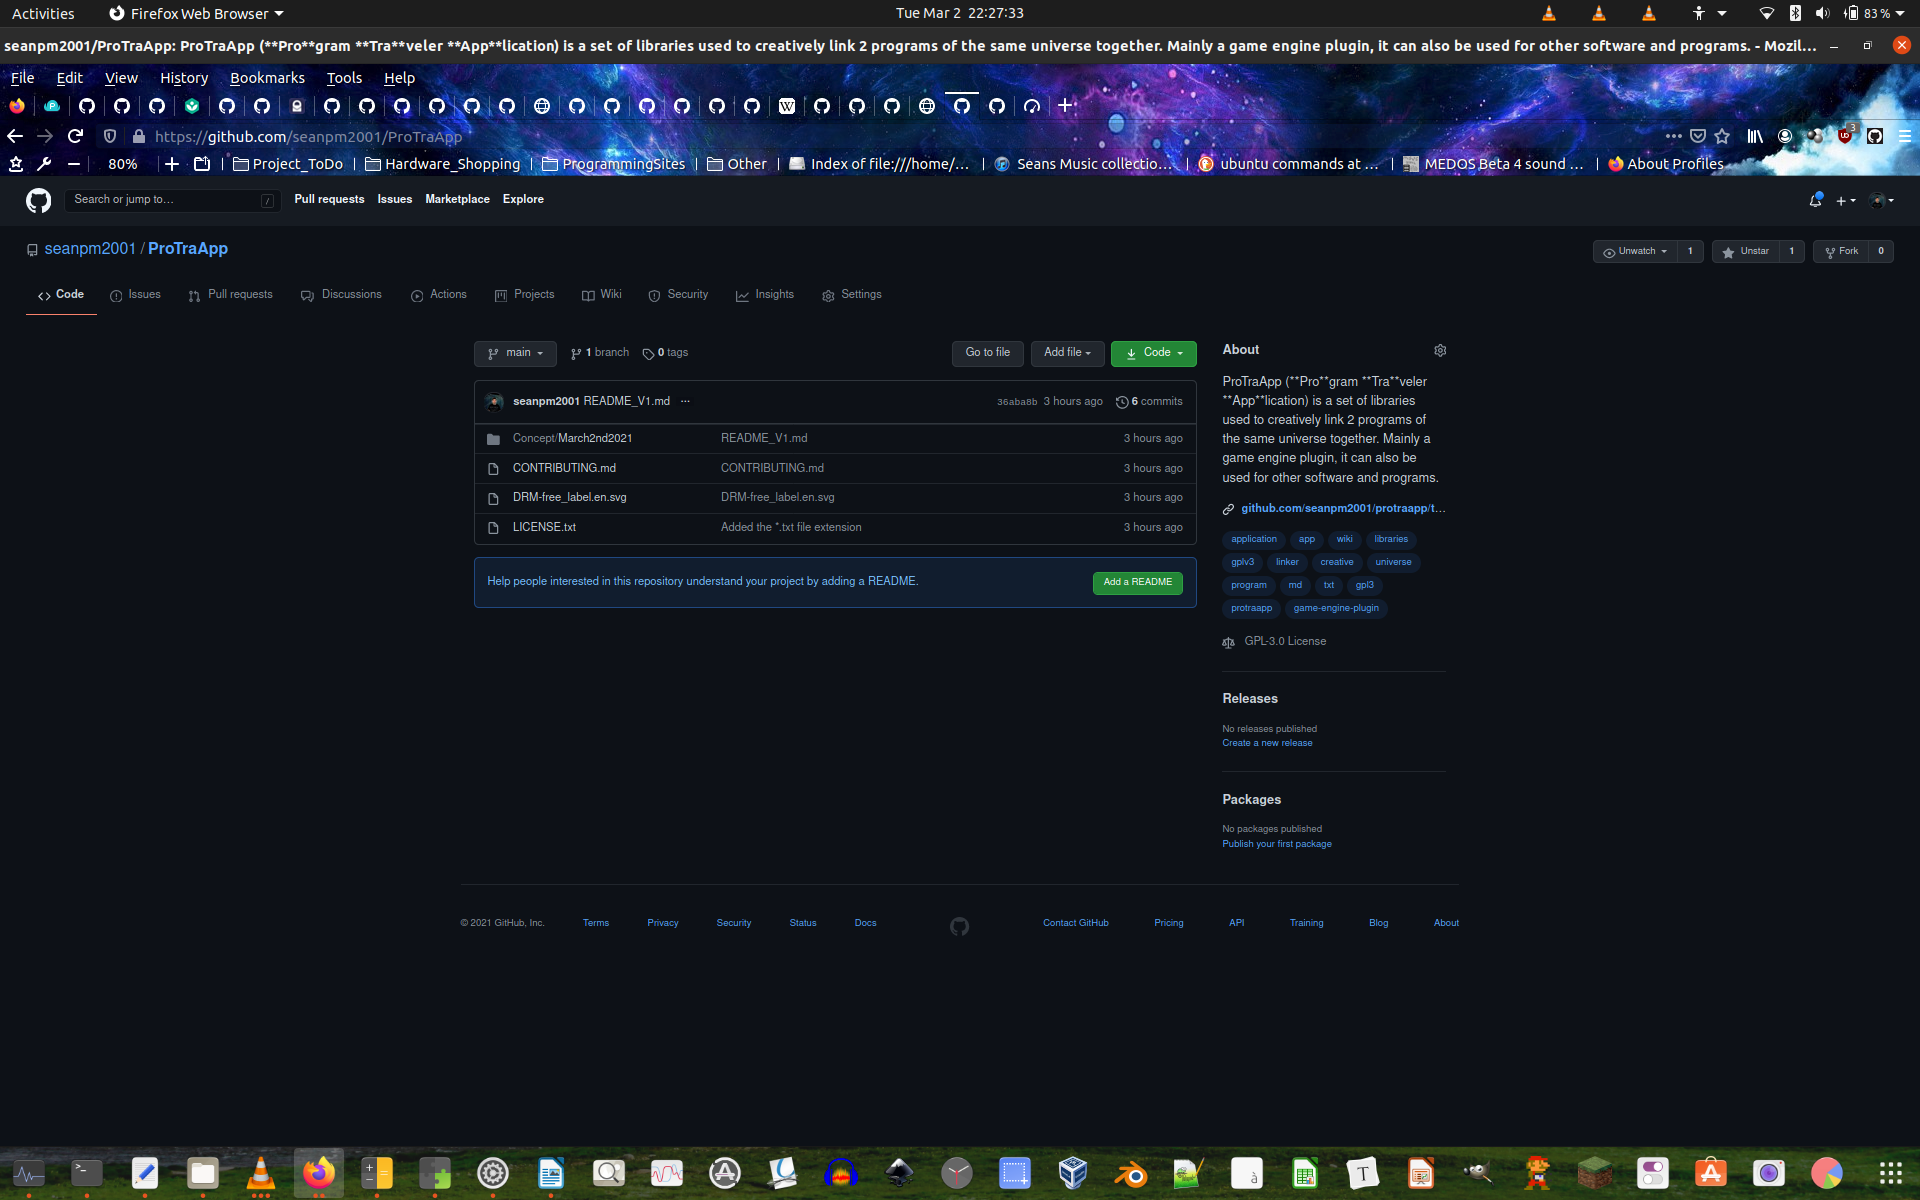 Activities
Firefox Web Browser
Tue Mar 2 22:27:33
83 %
seanpm2001/ProTraApp: ProTraApp (**Pro**gram **Tra**veler **App**lication) is a set of libraries used to creatively link 2 programs of the same universe together. Mainly a game engine plugin, it can also be used for other software and programs. - Mozil…
File Edit View History Bookmarks Tools Help
https://github.com/seanpm2001/ProTraApp
3
80%
Project_ToDo
Hardware_Shopping
ProgrammingSites
Other
Index of file:///home/…
Seans Music collectio…
ubuntu commands at …
MEDOS Beta 4 sound …
About Profiles
Search or jump to…
/
Pull requests Issues Marketplace Explore
seanpm2001 / ProTraApp
Unwatch 1
Unstar 1
Fork 0
Code
Issues
Pull requests
Discussions
Actions
Projects
Wiki
Security
Insights
Settings
main
1 branch
0 tags
Go to file
Add file
Code
seanpm2001 README_V1.md ...
36aba8b 3 hours ago
6 commits
Concept/March2nd2021 README_V1.md 3 hours ago
CONTRIBUTING.md CONTRIBUTING.md 3 hours ago
DRM-free_label.en.svg DRM-free_label.en.svg 3 hours ago
LICENSE.txt Added the *.txt file extension 3 hours ago
Help people interested in this repository understand your project by adding a README.
Add a README
About
ProTraApp (**Pro**gram **Tra**veler
**App**lication) is a set of libraries
used to creatively link 2 programs of
the same universe together. Mainly a
game engine plugin, it can also be
used for other software and programs.
github.com/seanpm2001/protraapp/t…
application app wiki libraries
gplv3 linker creative universe
program md txt gpl3
protraapp game-engine-plugin
GPL-3.0 License
Releases
No releases published
Create a new release
Packages
No packages published
Publish your first package
© 2021 GitHub, Inc.
Terms
Privacy
Security
Status
Docs
Contact GitHub
Pricing
API
Training
Blog
About